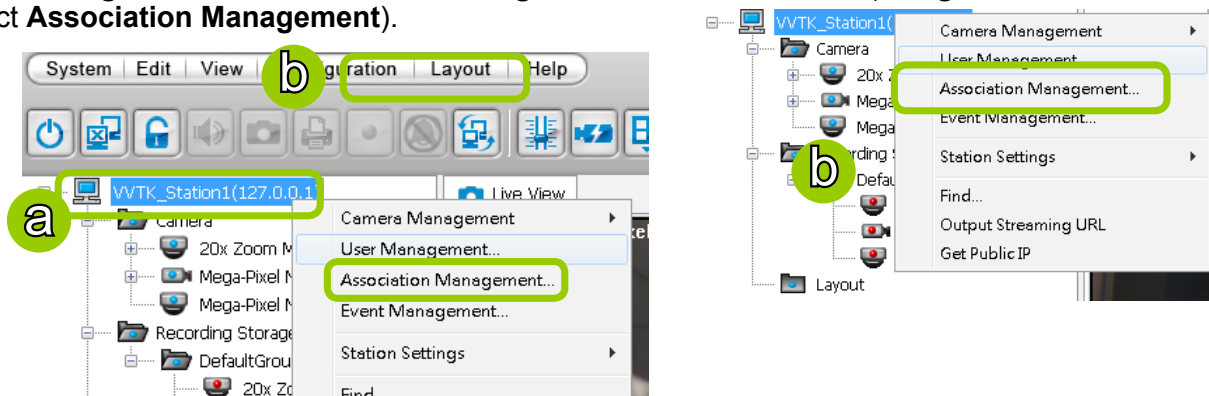 ct Association Management).
System Edit View guration Layout Help
b
VVTK_Station1(127.0.0.1)
Live View
a
Camera
20x Zoom M
Mega-Pixel N
Mega-Pixel N
Recording Storage
DefaultGrou
20x Zo
Camera Management
User Management...
Association Management...
Event Management...
Station Settings
Find
VVTK_Station1(
Camera
20x Z
Mega
Mega
rding S
Defau
Layout
b
Camera Management
User Management
Association Management...
Event Management...
Station Settings
Find...
Output Streaming URL
Get Public IP